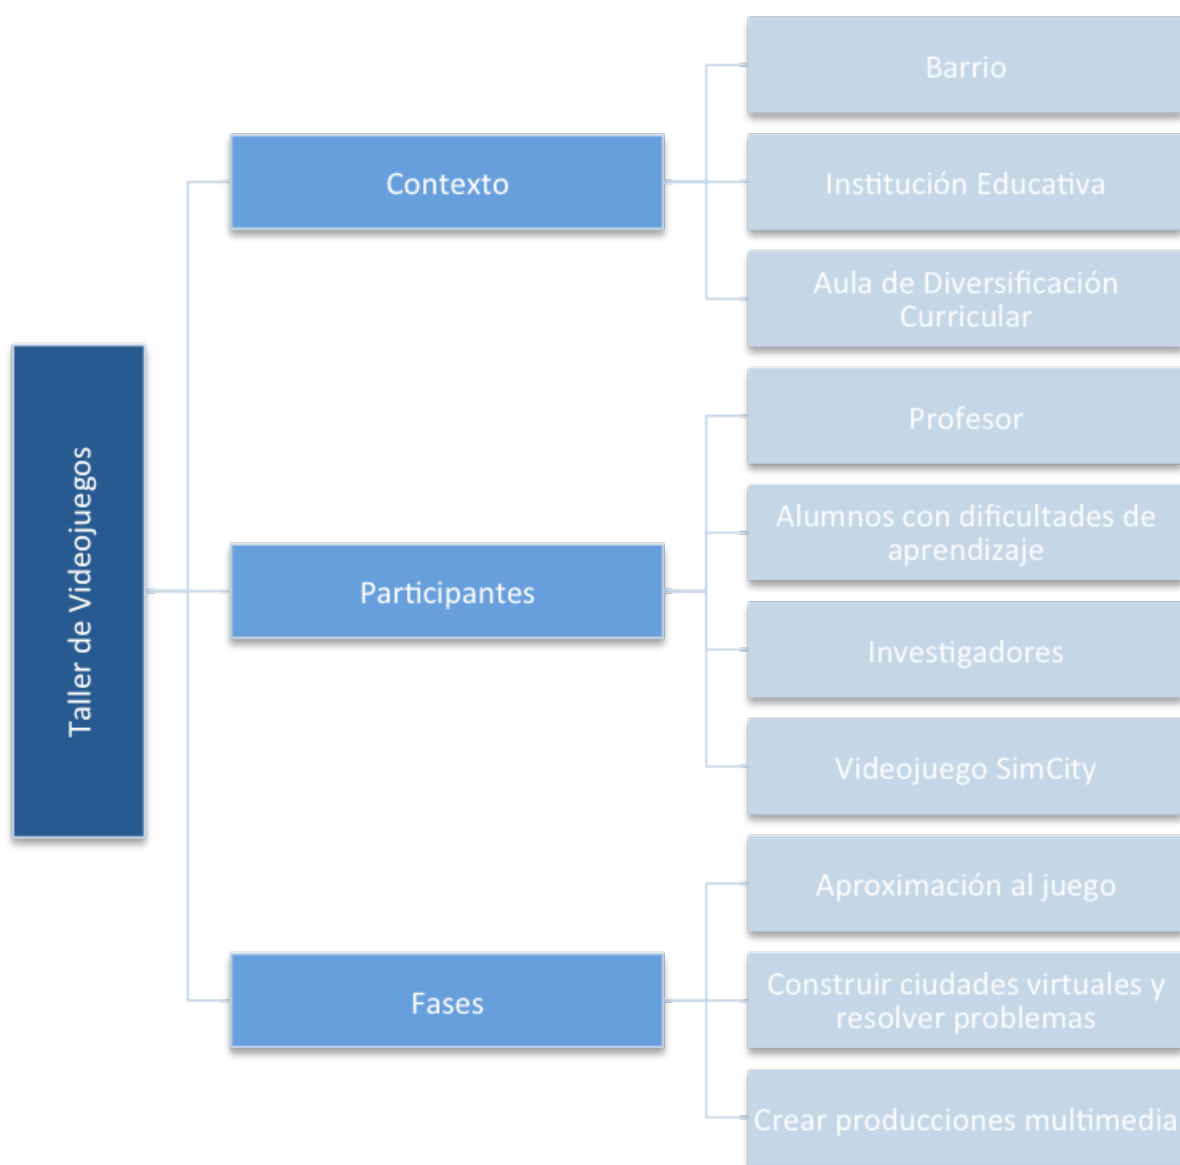 Taller de Videojuegos
Contexto
Barrio
Institución Educativa
Aula de Diversificación
Curricular
Participantes
Profesor
Alumnos con dificultades de
aprendizaje
Investigadores
Videojuego SimCity
Fases
Aproximación al juego
Construir ciudades virtuales y
resolver problemas
Crear producciones multimedia